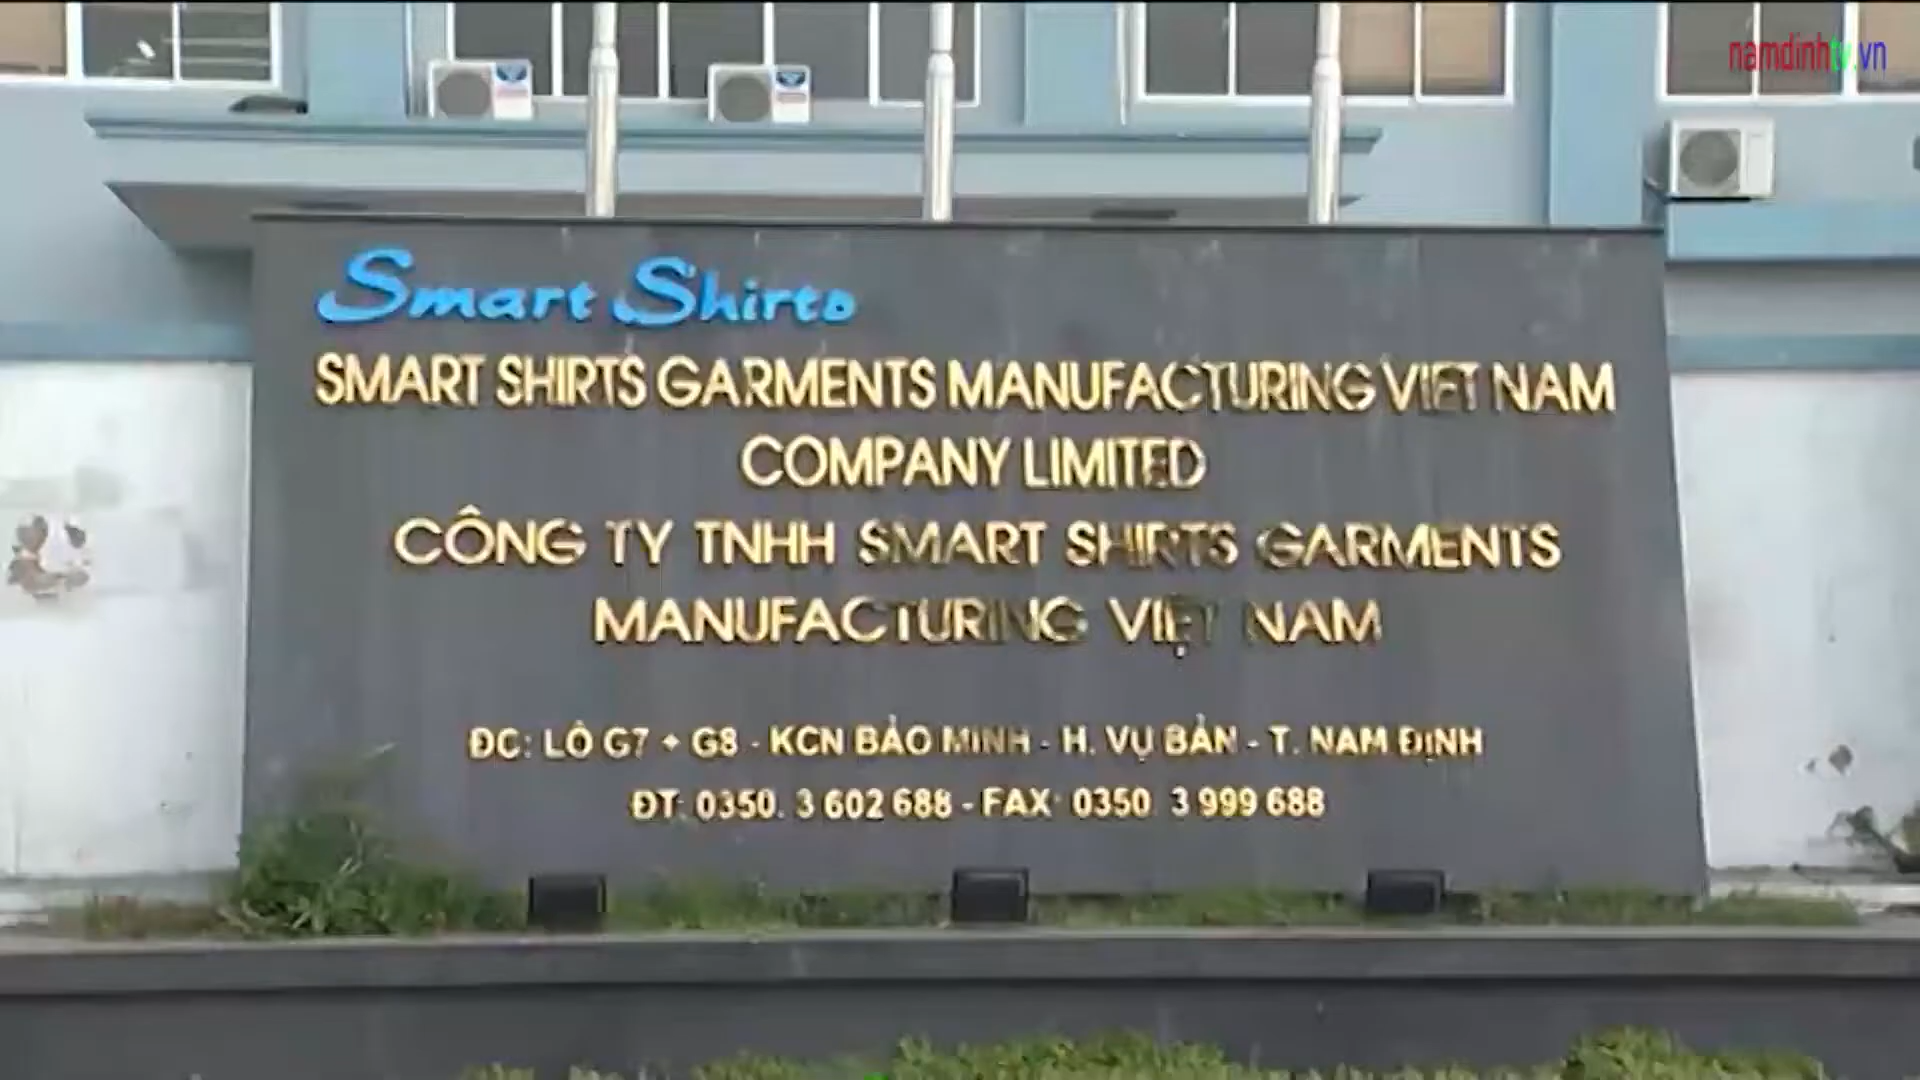 namdinhtv.vn
Smart Shirts
SMART SHIRTS GARMENTS MANUFACTURING VIET NAM
COMPANY LIMITED
CÔNG TY TNHH SMART SHIRTS GARMENTS
MANUFACTURING VIỆT NAM
ĐC: LÔ G7 + G8 - KCN BẢO MINH - H. VỤ BẢN - T. NAM ĐỊNH
ĐT: 0350. 3 602 688 - FAX: 0350 3 999 688